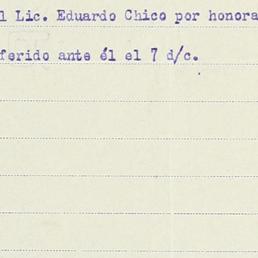 l Lic. Eduardo Chico por honora
ferido ante él el 7 d/c.